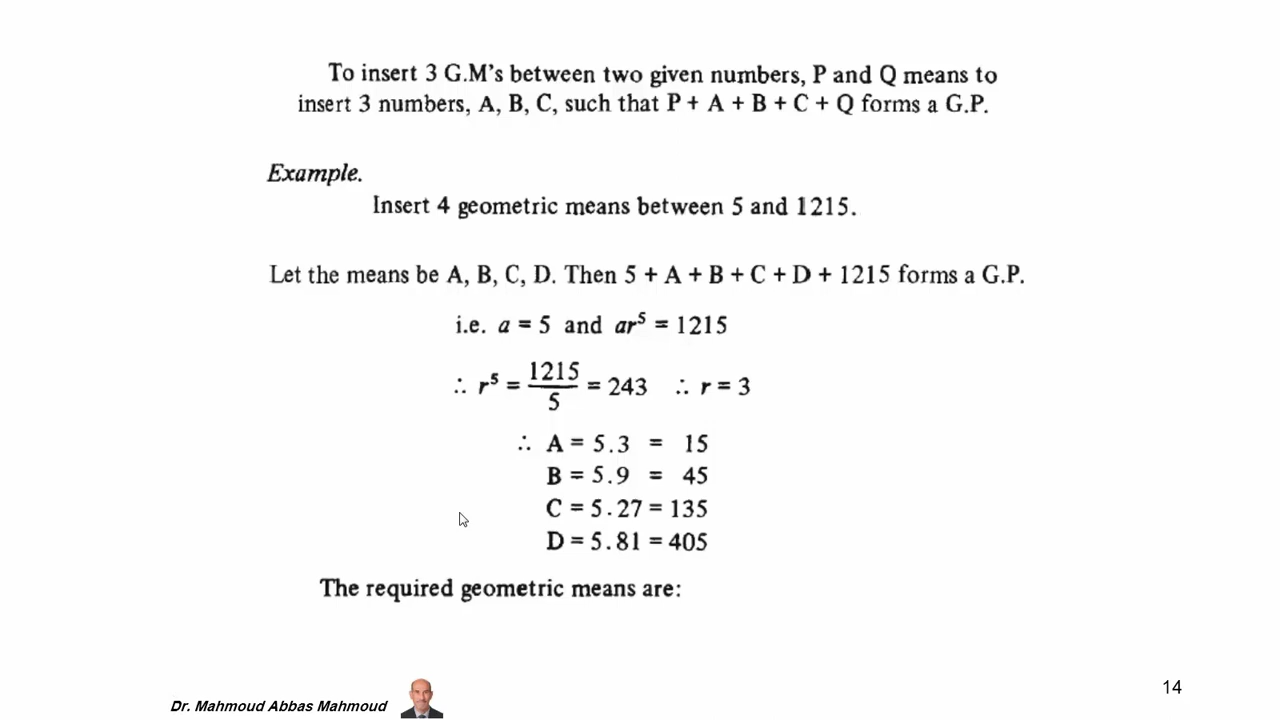 To insert 3 G.M's between two given numbers, P and Q means to
insert 3 numbers, A, B, C, such that P + A + B + C + Q forms a G.P.
Example.
Insert 4 geometric means between 5 and 1215.
Let the means be A, B, C, D. Then 5 + A + B + C + D + 1215 forms a G.P.
i.e. a = 5 and ar⁵ = 1215
∴ r⁵ = 1215/5 = 243 ∴ r = 3
∴ A = 5.3 = 15
B = 5.9 = 45
C = 5.27 = 135
D = 5.81 = 405
The required geometric means are:
Dr. Mahmoud Abbas Mahmoud
14